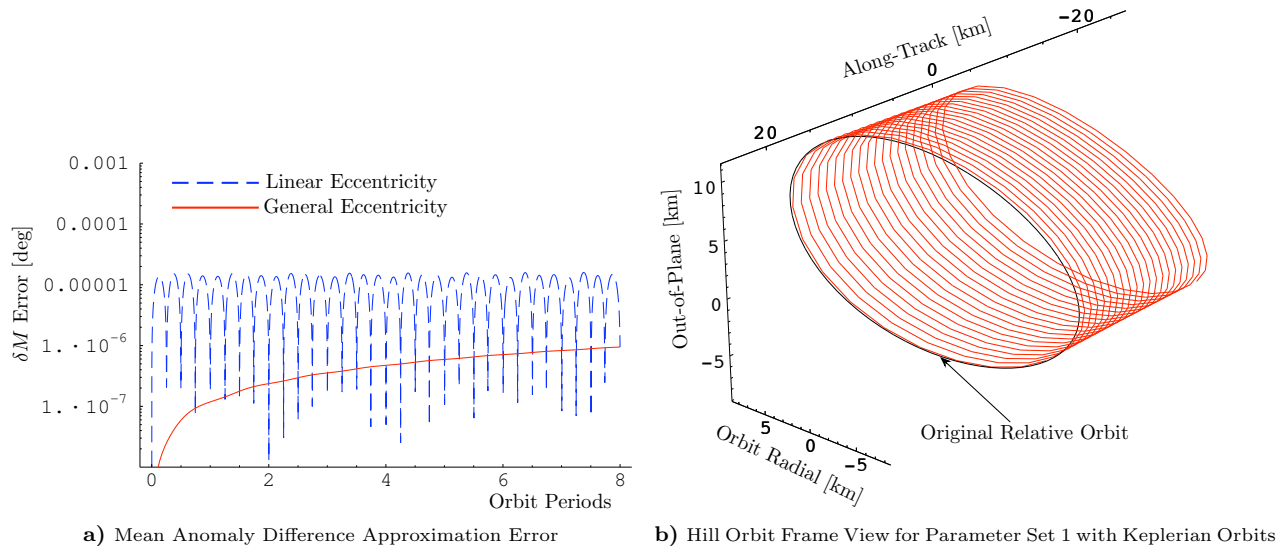 0.001
0.0001
0.00001
1. · 10⁻⁶
1. · 10⁻⁷
δM Error [deg]
Linear Eccentricity
General Eccentricity
0 2 4 6 8
Orbit Periods
a) Mean Anomaly Difference Approximation Error
-20
Along-Track [km]
0
20
10
5
0
-5
Out-of-Plane [km]
5
0
-5
Orbit Radial [km]
Original Relative Orbit
b) Hill Orbit Frame View for Parameter Set 1 with Keplerian Orbits